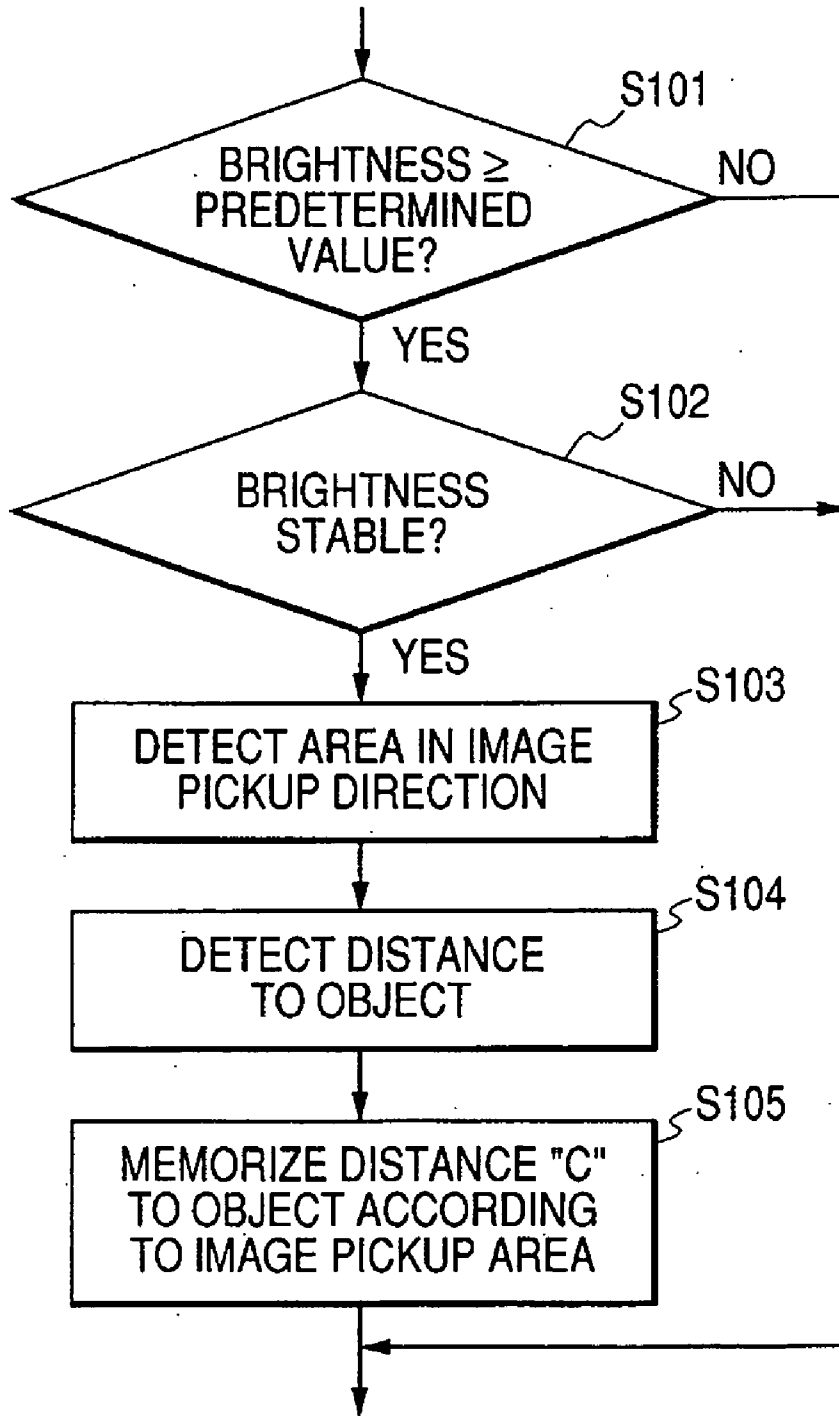 S101
BRIGHTNESS ≥
PREDETERMINED
VALUE?
NO
YES
S102
BRIGHTNESS
STABLE?
NO
YES
S103
DETECT AREA IN IMAGE
PICKUP DIRECTION
S104
DETECT DISTANCE
TO OBJECT
S105
MEMORIZE DISTANCE "C"
TO OBJECT ACCORDING
TO IMAGE PICKUP AREA